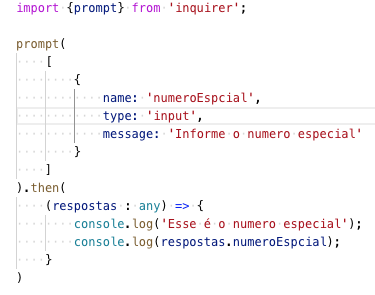 import {prompt} from 'inquirer';
prompt(
[
{
name: 'numeroEspcial',
type: 'input',
message: 'Informe o numero especial'
}
]
).then(
(respostas : any) => {
console.log('Esse é o numero especial');
console.log(respostas.numeroEspcial);
}
)